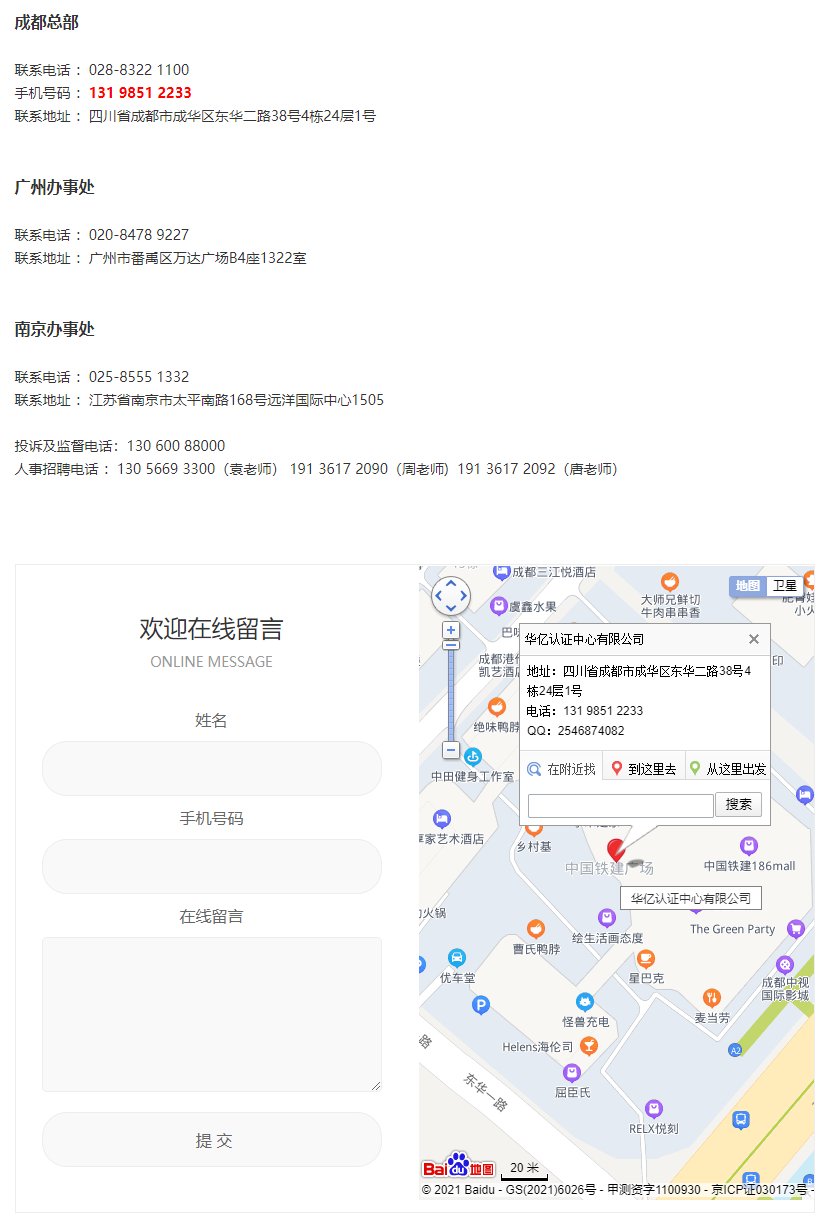 成都总部
联系电话： 028-8322 1100
手机号码： 131 9851 2233
联系地址： 四川省成都市成华区东华二路38号4栋24层1号
广州办事处
联系电话： 020-8478 9227
联系地址： 广州市番禺区万达广场B4座1322室
南京办事处
联系电话： 025-8555 1332
联系地址： 江苏省南京市太平南路168号远洋国际中心1505
投诉及监督电话：130 600 88000
人事招聘电话： 130 5669 3300（袁老师） 191 3617 2090（周老师）191 3617 2092（唐老师）
欢迎在线留言
ONLINE MESSAGE
姓名
手机号码
在线留言
提 交
成都三江悦酒店
虞鑫水果
大师兄鲜切
牛肉串串香
地图
卫星
华亿认证中心有限公司
地址：四川省成都市成华区东华二路38号4
栋24层1号
电话：131 9851 2233
QQ：2546874082
在附近找
到这里去
从这里出发
搜索
成都港
凯艺酒店
绝味鸭脖
中田健身工作室
享家艺术酒店
乡村基
中国铁建广场
中国铁建186mall
华亿认证中心有限公司
火锅
绘生活画态度
The Green Party
曹氏鸭脖
优车堂
星巴克
成都中视
国际影城
P
怪兽充电
麦当劳
Helens海伦司
A2
屈臣氏
路
东华一路
RELX悦刻
Bai du 地图
20 米
© 2021 Baidu - GS(2021)6026号 - 甲测资字1100930 - 京ICP证030173号 -